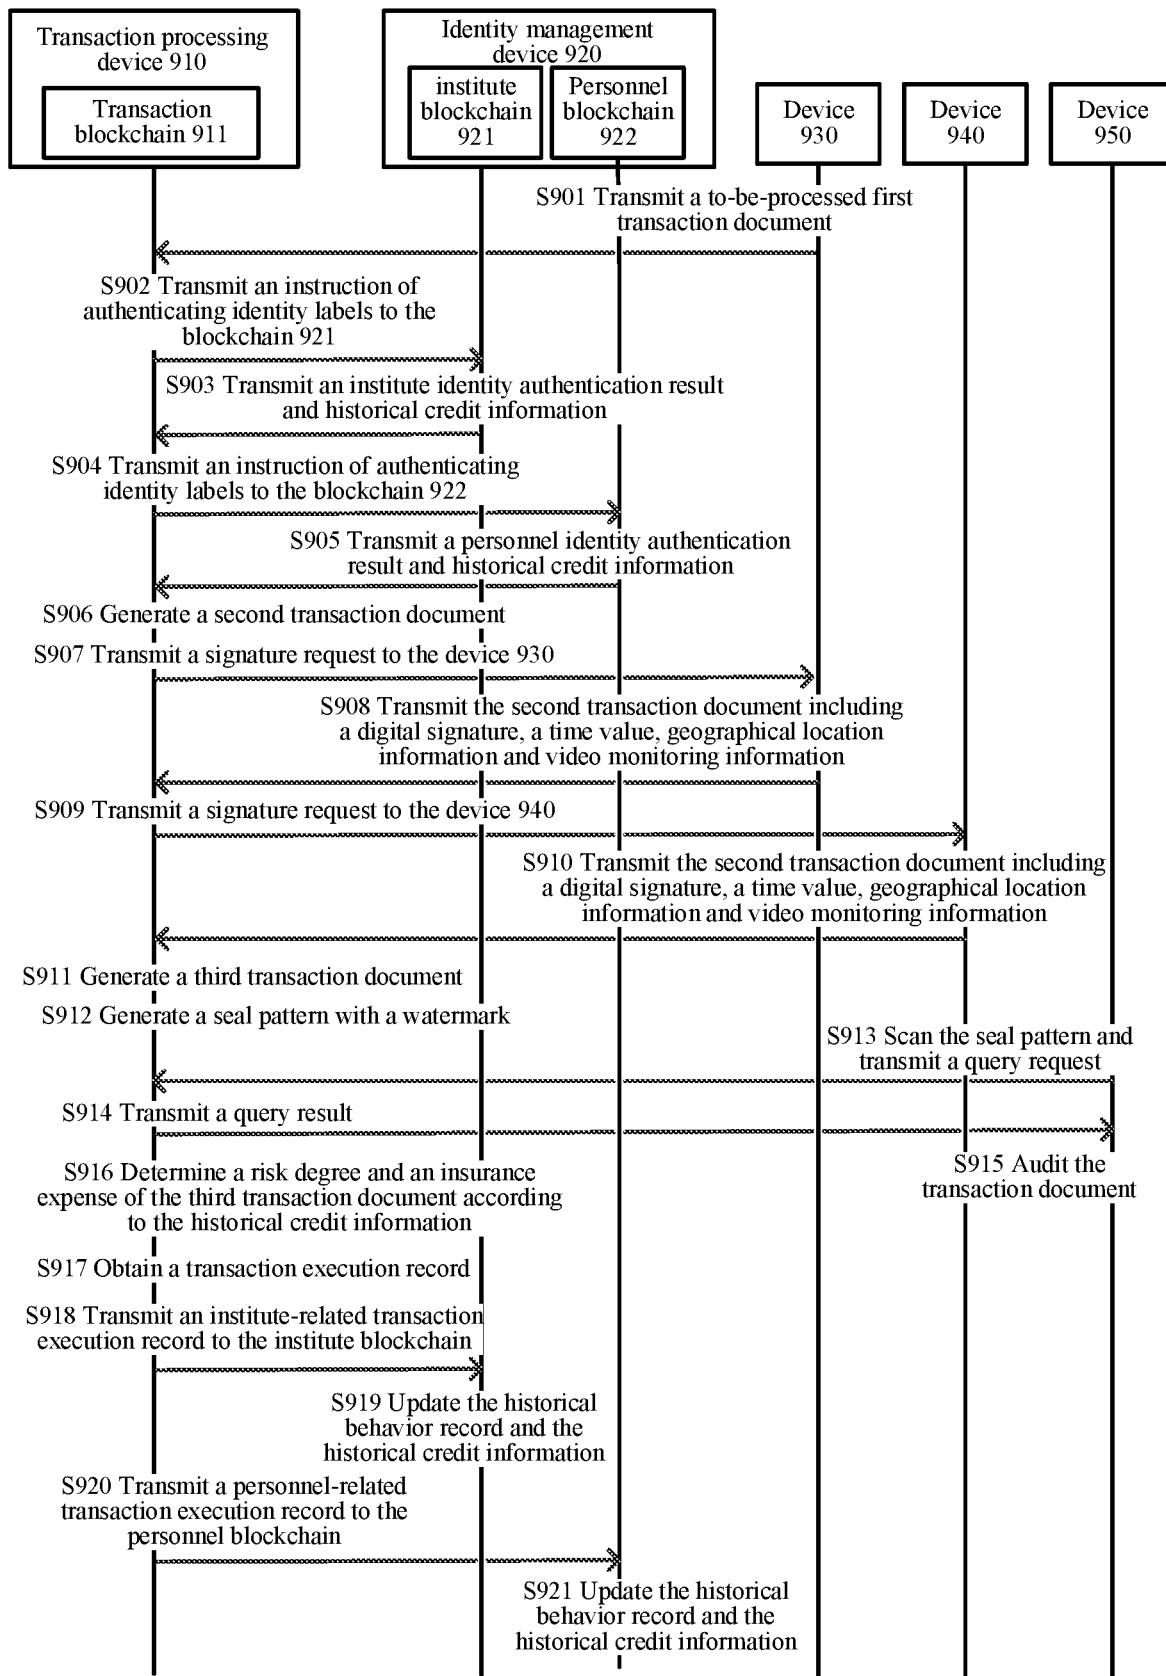 Transaction processing
device 910
Transaction
blockchain 911
Identity management
device 920
institute
blockchain
921
Personnel
blockchain
922
Device
930
Device
940
Device
950
S901 Transmit a to-be-processed first
transaction document
S902 Transmit an instruction of
authenticating identity labels to the
blockchain 921
S903 Transmit an institute identity authentication result
and historical credit information
S904 Transmit an instruction of authenticating
identity labels to the blockchain 922
S905 Transmit a personnel identity authentication
result and historical credit information
S906 Generate a second transaction document
S907 Transmit a signature request to the device 930
S908 Transmit the second transaction document including
a digital signature, a time value, geographical location
information and video monitoring information
S909 Transmit a signature request to the device 940
S910 Transmit the second transaction document including
a digital signature, a time value, geographical location
information and video monitoring information
S911 Generate a third transaction document
S912 Generate a seal pattern with a watermark
S913 Scan the seal pattern and
transmit a query request
S914 Transmit a query result
S915 Audit the
transaction document
S916 Determine a risk degree and an insurance
expense of the third transaction document according
to the historical credit information
S917 Obtain a transaction execution record
S918 Transmit an institute-related transaction
execution record to the institute blockchain
S919 Update the historical
behavior record and the
historical credit information
S920 Transmit a personnel-related
transaction execution record to the
personnel blockchain
S921 Update the historical
behavior record and the
historical credit information